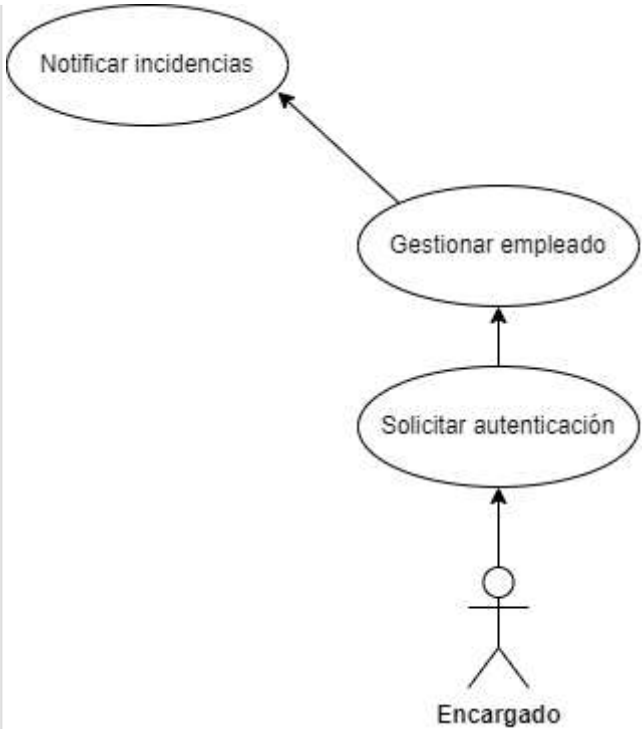 Notificar incidencias
Gestionar empleado
Solicitar autenticación
Encargado